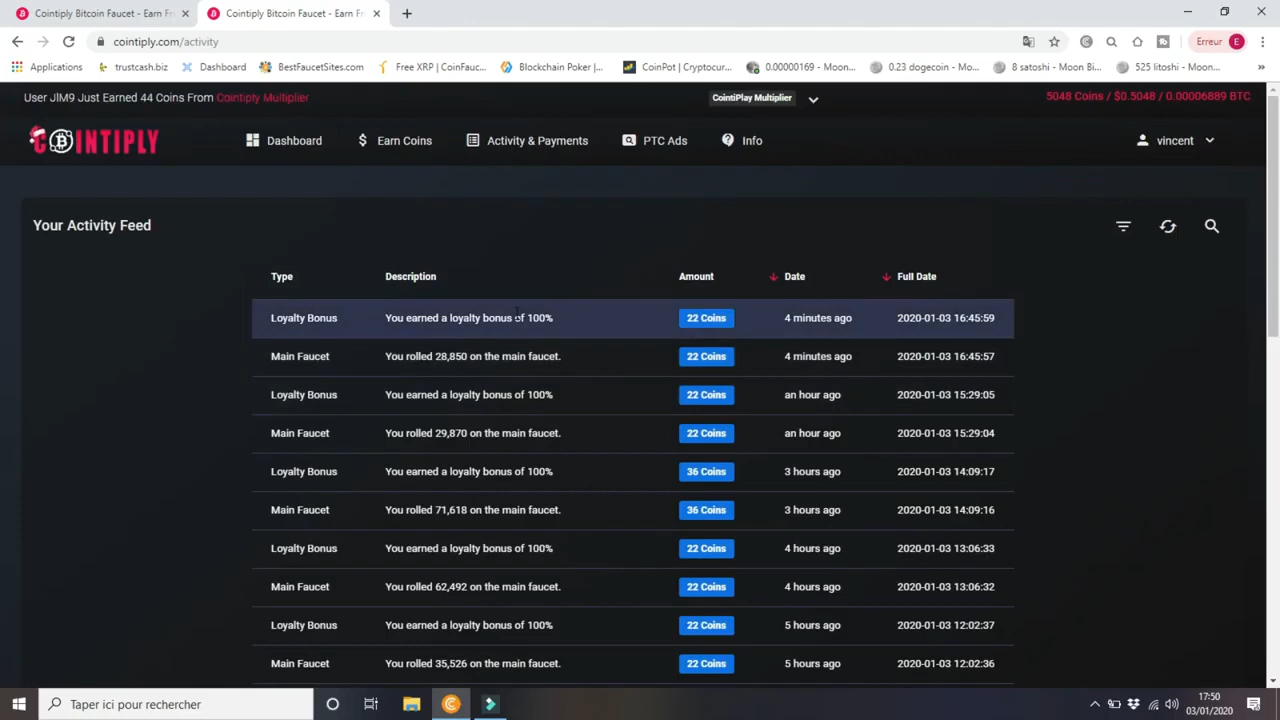 Cointiply Bitcoin Faucet - Earn Fr
Cointiply Bitcoin Faucet - Earn Fr
cointiply.com/activity
Erreur E
Applications
trustcash.biz
Dashboard
BestFaucetSites.com
Free XRP | CoinFauc...
Blockchain Poker |...
CoinPot | Cryptocur...
0.00000169 - Moon...
0.23 dogecoin - Mo...
8 satoshi - Moon Bi...
525 litoshi - Moon...
User JIM9 Just Earned 44 Coins From Cointiply Multiplier
CointiPlay Multiplier
5048 Coins / $0.5048 / 0.00006889 BTC
COINTIPLY
Dashboard
Earn Coins
Activity & Payments
PTC Ads
Info
vincent
Your Activity Feed
Type Description Amount Date Full Date
Loyalty Bonus You earned a loyalty bonus of 100% 22 Coins 4 minutes ago 2020-01-03 16:45:59
Main Faucet You rolled 28,850 on the main faucet. 22 Coins 4 minutes ago 2020-01-03 16:45:57
Loyalty Bonus You earned a loyalty bonus of 100% 22 Coins an hour ago 2020-01-03 15:29:05
Main Faucet You rolled 29,870 on the main faucet. 22 Coins an hour ago 2020-01-03 15:29:04
Loyalty Bonus You earned a loyalty bonus of 100% 36 Coins 3 hours ago 2020-01-03 14:09:17
Main Faucet You rolled 71,618 on the main faucet. 36 Coins 3 hours ago 2020-01-03 14:09:16
Loyalty Bonus You earned a loyalty bonus of 100% 22 Coins 4 hours ago 2020-01-03 13:06:33
Main Faucet You rolled 62,492 on the main faucet. 22 Coins 4 hours ago 2020-01-03 13:06:32
Loyalty Bonus You earned a loyalty bonus of 100% 22 Coins 5 hours ago 2020-01-03 12:02:37
Main Faucet You rolled 35,526 on the main faucet. 22 Coins 5 hours ago 2020-01-03 12:02:36
Taper ici pour rechercher
17:50
03/01/2020